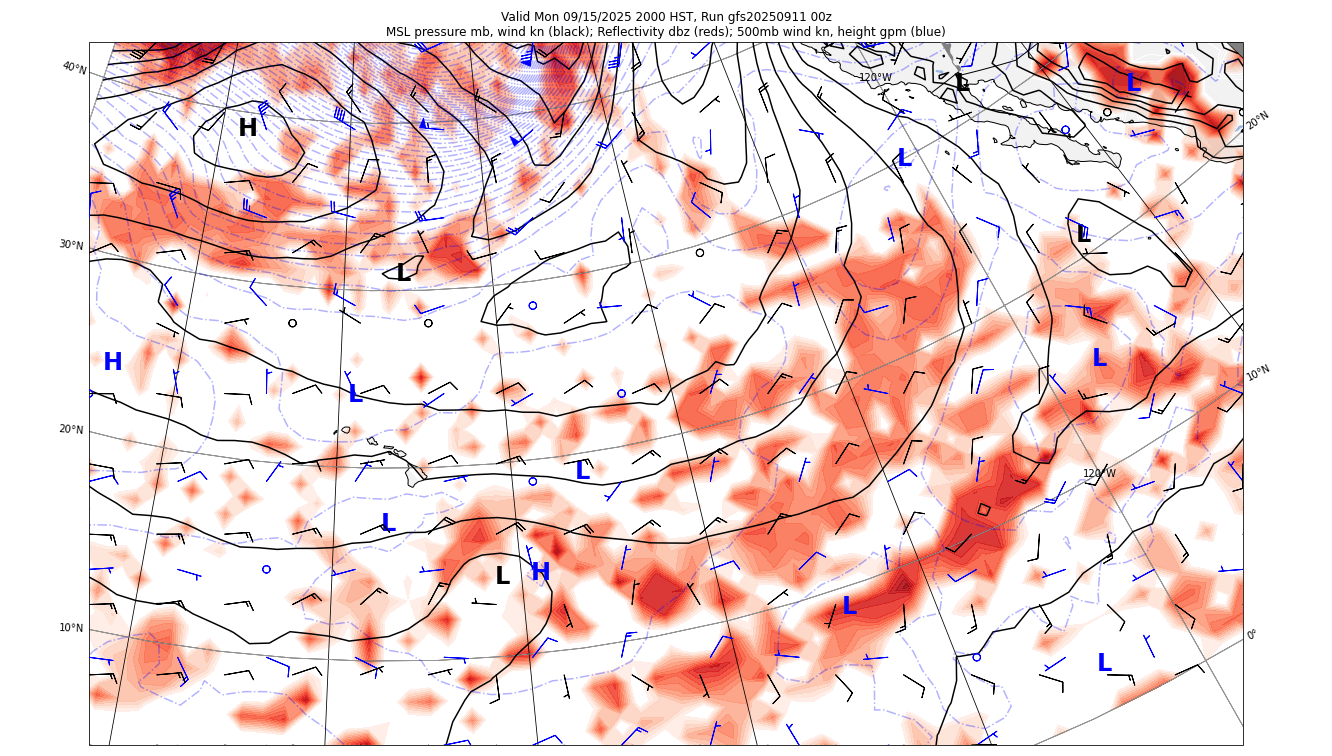 Valid Mon 09/15/2025 2000 HST, Run gfs20250911 00z
MSL pressure mb, wind kn (black); Reflectivity dbz (reds); 500mb wind kn, height gpm (blue)
40°N
120°W
L
L
20°N
H
L
30°N
L
L
H
L
L
10°N
20°N
L
120°W
L
L
H
10°N
L
0°
L